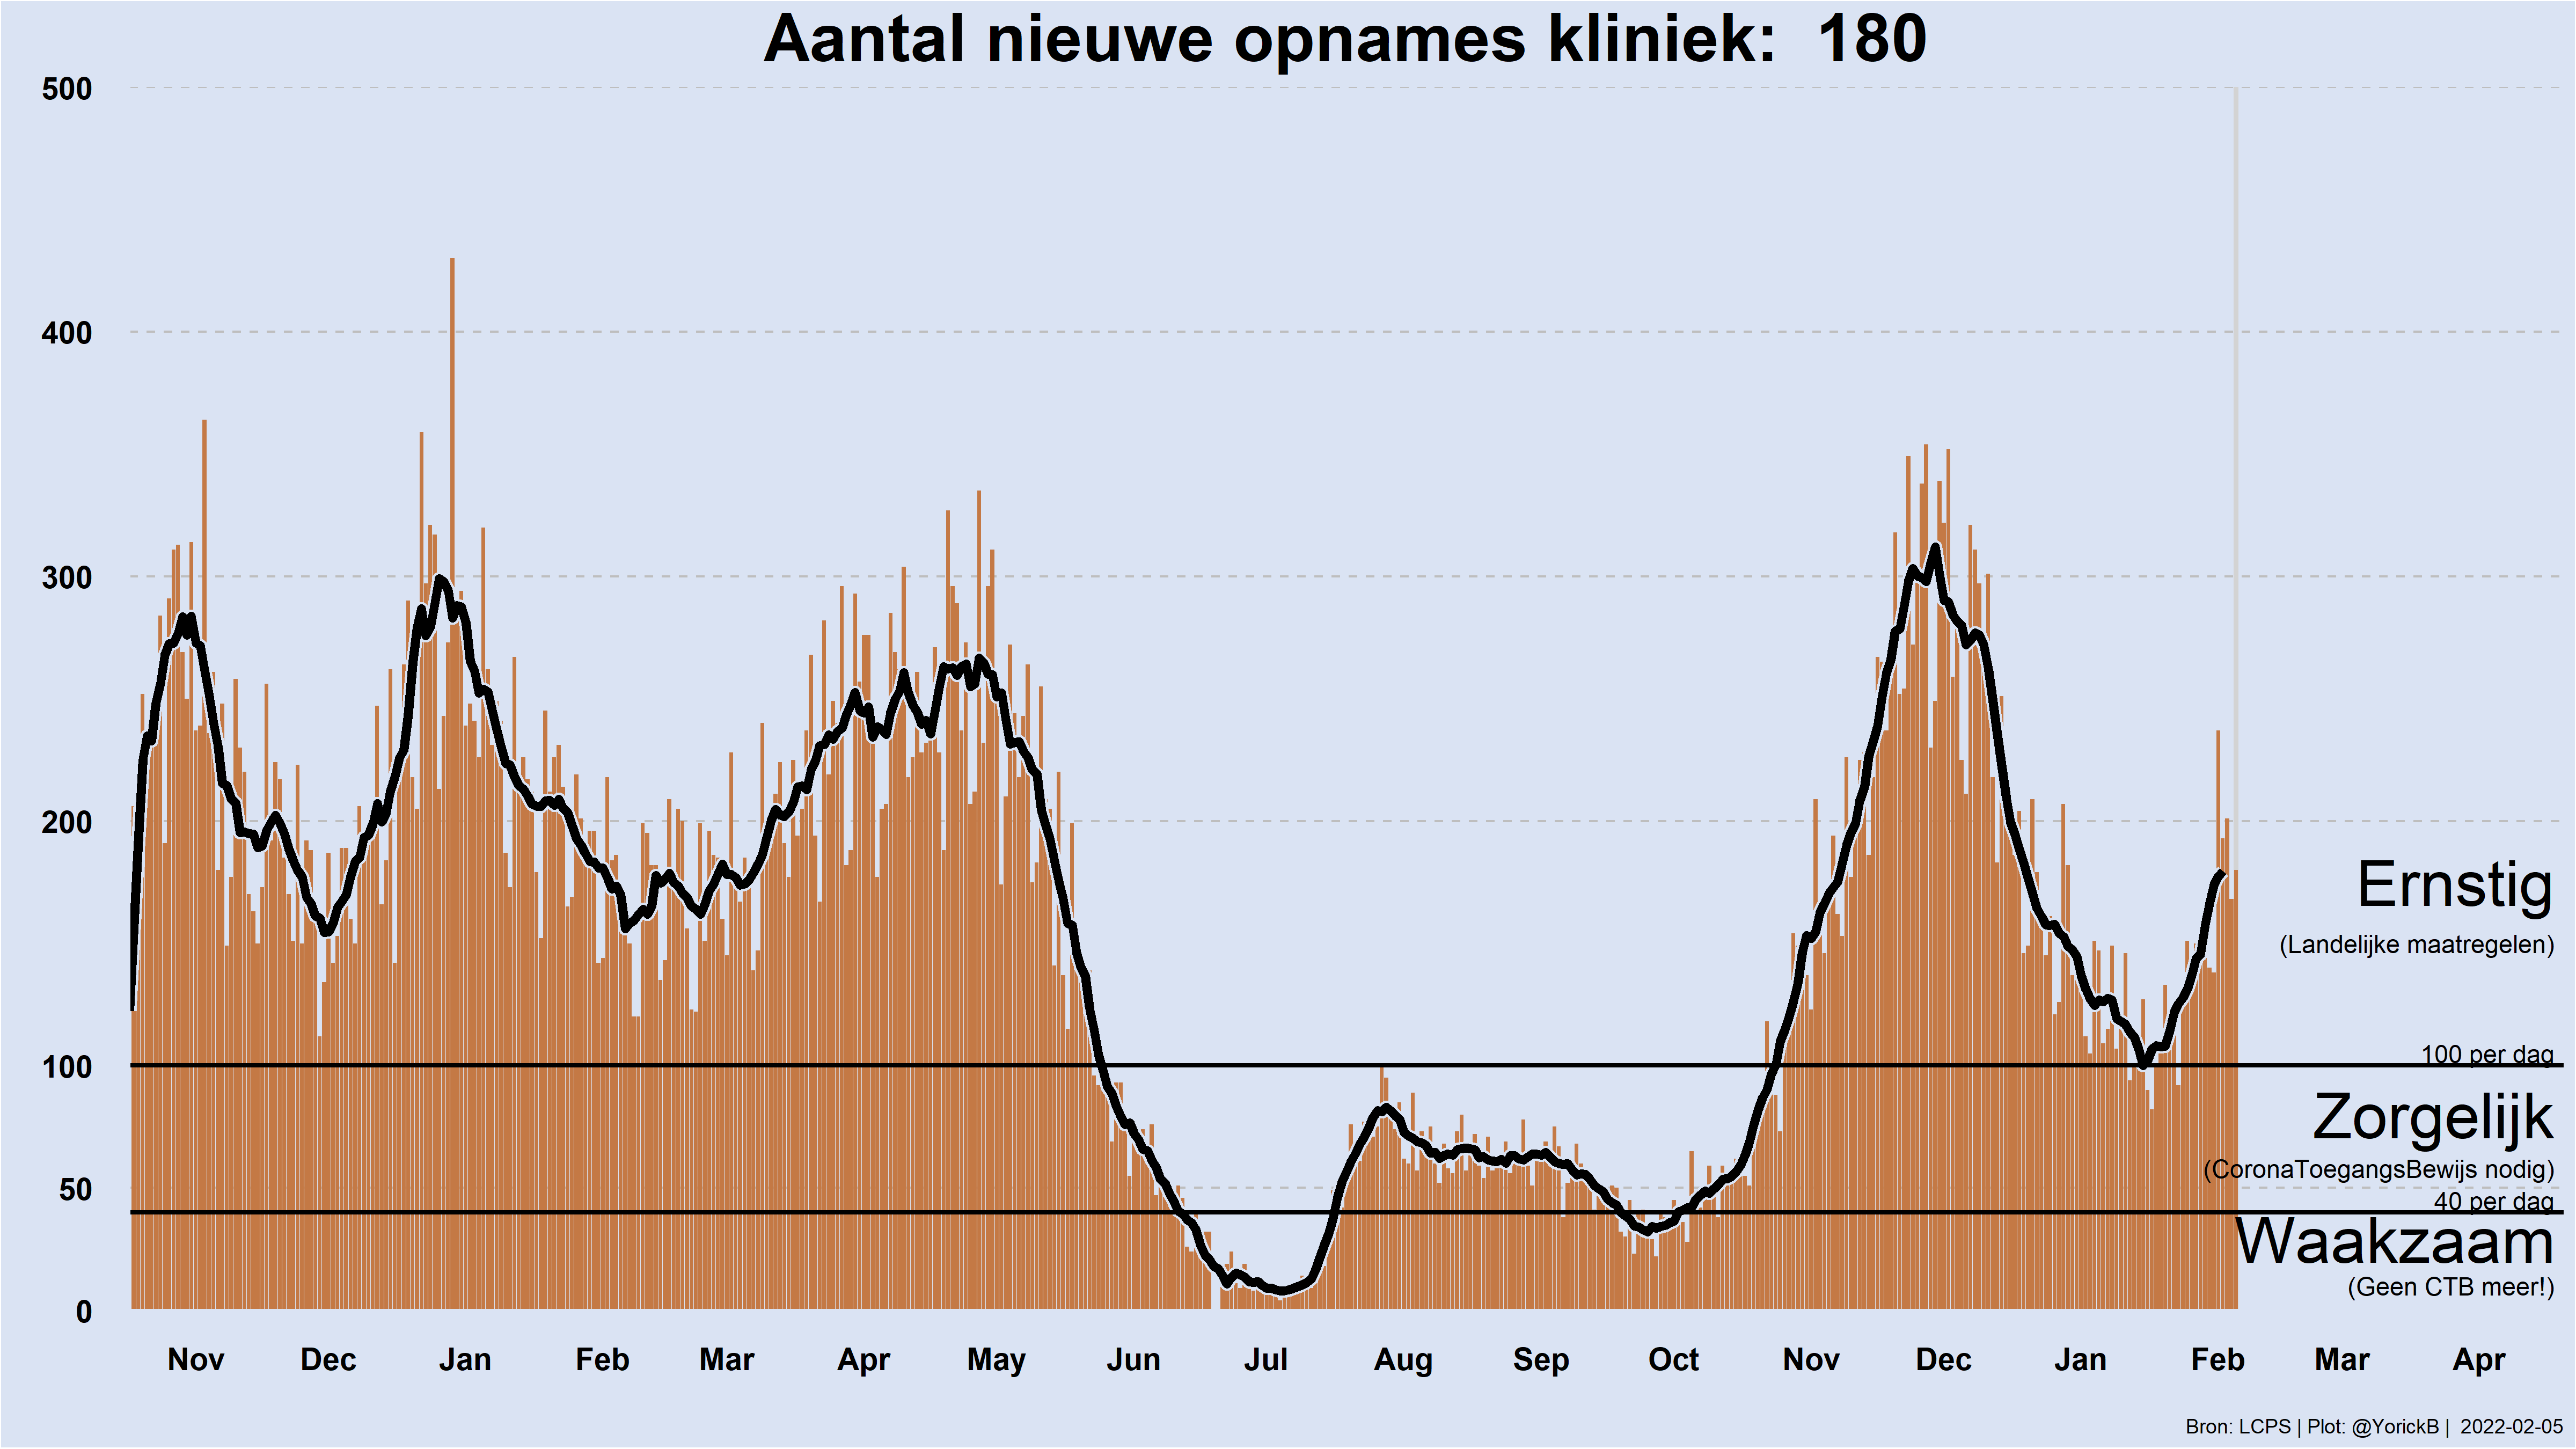 Aantal nieuwe opnames kliniek: 180
500
400
300
200
100
50
0
Ernstig
(Landelijke maatregelen)
100 per dag
Zorgelijk
(CoronaToegangsBewijs nodig)
40 per dag
Waakzaam
(Geen CTB meer!)
Nov Dec Jan Feb Mar Apr May Jun Jul Aug Sep Oct Nov Dec Jan Feb Mar Apr
Bron: LCPS | Plot: @YorickB | 2022-02-05